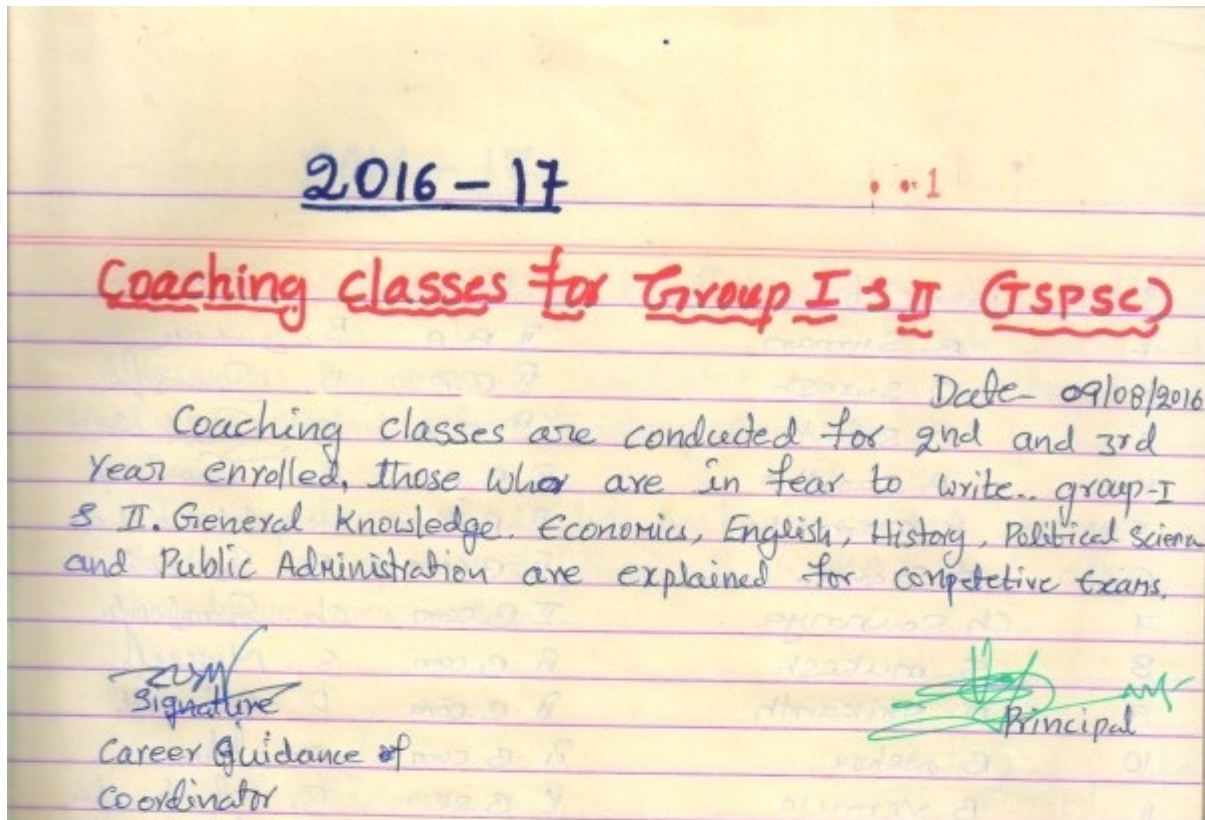 2016-17
1
Coaching classes for Group I & II (TSPSC)
Date- 09/08/2016
Coaching classes are conducted for 2nd and 3rd
Year enrolled, those who are in fear to write.. group-I
& II. General Knowledge. Economics, English, History, Political Science
and Public Administration are explained for competetive Exams.
Signature
Principal
Career Guidance of
Coordinator